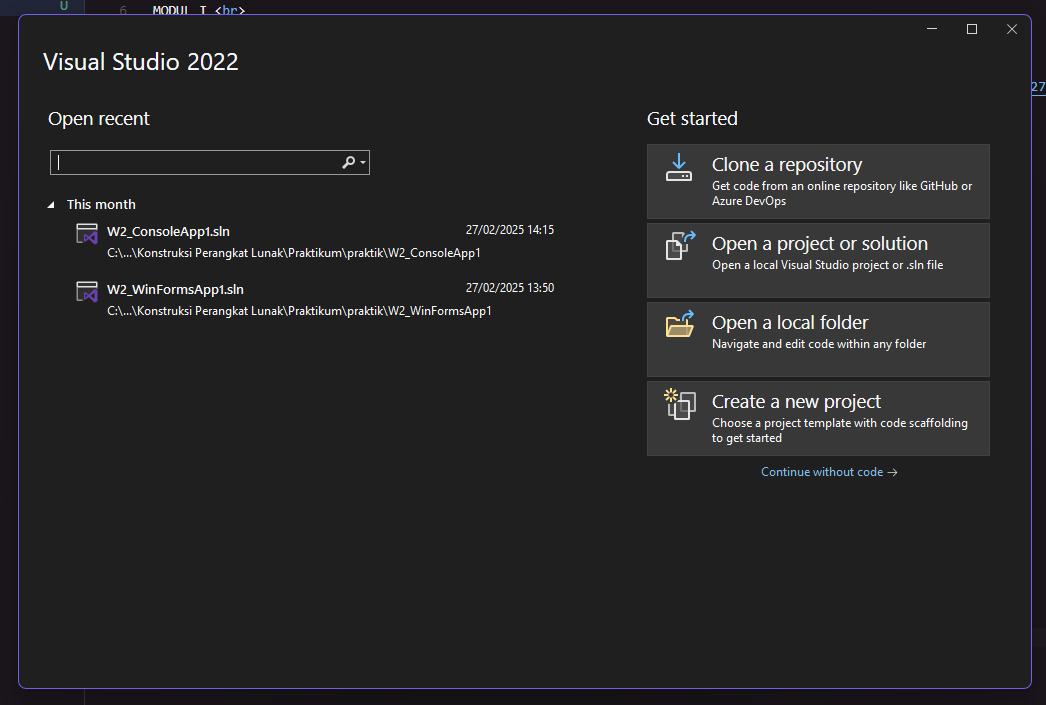 U
6 MODUL I <br>
Visual Studio 2022
Open recent
This month
W2_ConsoleApp1.sln 27/02/2025 14:15
C:\...\Konstruksi Perangkat Lunak\Praktikum\praktik\W2_ConsoleApp1
W2_WinFormsApp1.sln 27/02/2025 13:50
C:\...\Konstruksi Perangkat Lunak\Praktikum\praktik\W2_WinFormsApp1
Get started
27
Clone a repository
Get code from an online repository like GitHub or
Azure DevOps
Open a project or solution
Open a local Visual Studio project or .sln file
Open a local folder
Navigate and edit code within any folder
Create a new project
Choose a project template with code scaffolding
to get started
Continue without code →